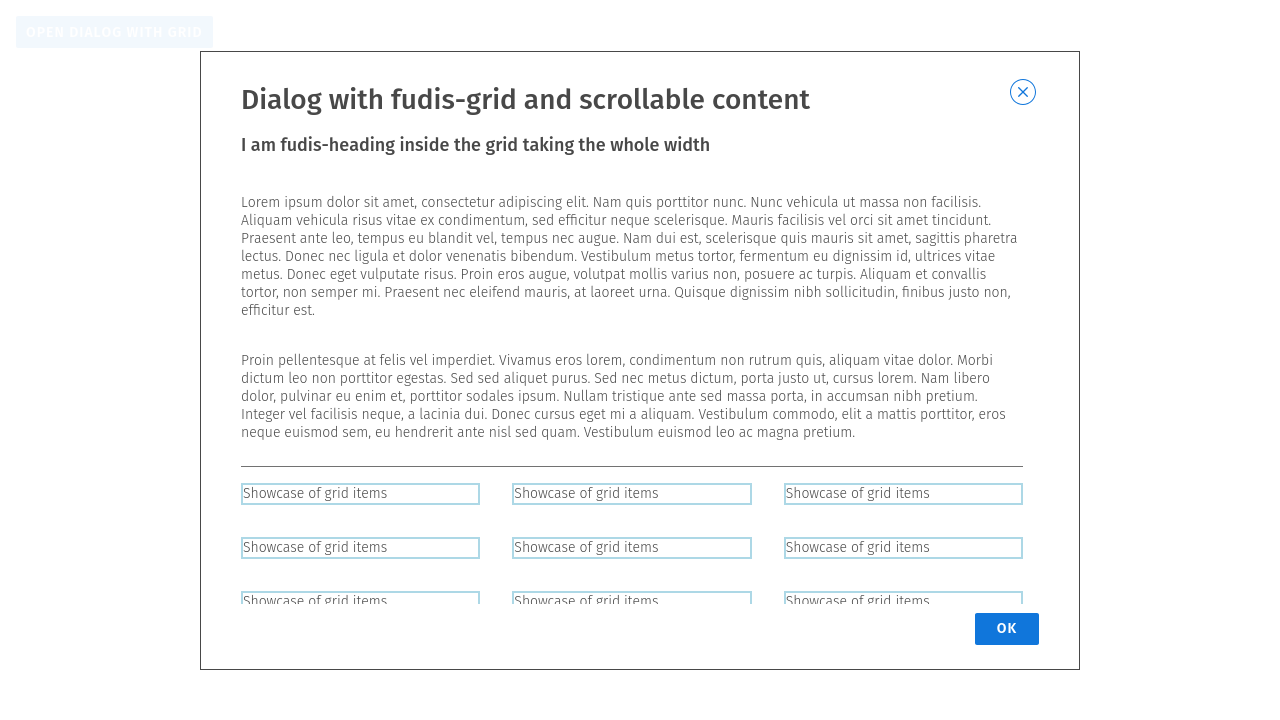 OPEN DIALOG WITH GRID
Dialog with fudis-grid and scrollable content
I am fudis-heading inside the grid taking the whole width
Lorem ipsum dolor sit amet, consectetur adipiscing elit. Nam quis porttitor nunc. Nunc vehicula ut massa non facilisis.
Aliquam vehicula risus vitae ex condimentum, sed efficitur neque scelerisque. Mauris facilisis vel orci sit amet tincidunt.
Praesent ante leo, tempus eu blandit vel, tempus nec augue. Nam dui est, scelerisque quis mauris sit amet, sagittis pharetra
lectus. Donec nec ligula et dolor venenatis bibendum. Vestibulum metus tortor, fermentum eu dignissim id, ultrices vitae
metus. Donec eget vulputate risus. Proin eros augue, volutpat mollis varius non, posuere ac turpis. Aliquam et convallis
tortor, non semper mi. Praesent nec eleifend mauris, at laoreet urna. Quisque dignissim nibh sollicitudin, finibus justo non,
efficitur est.
Proin pellentesque at felis vel imperdiet. Vivamus eros lorem, condimentum non rutrum quis, aliquam vitae dolor. Morbi
dictum leo non porttitor egestas. Sed sed aliquet purus. Sed nec metus dictum, porta justo ut, cursus lorem. Nam libero
dolor, pulvinar eu enim et, porttitor sodales ipsum. Nullam tristique ante sed massa porta, in accumsan nibh pretium.
Integer vel facilisis neque, a lacinia dui. Donec cursus eget mi a aliquam. Vestibulum commodo, elit a mattis porttitor, eros
neque euismod sem, eu hendrerit ante nisl sed quam. Vestibulum euismod leo ac magna pretium.
Showcase of grid items
Showcase of grid items
Showcase of grid items
Showcase of grid items
Showcase of grid items
Showcase of grid items
Showcase of grid items
Showcase of grid items
Showcase of grid items
OK